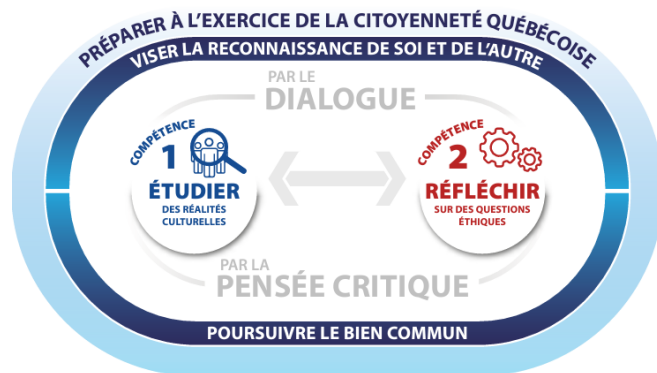 PRÉPARER À L'EXERCICE DE LA CITOYENNETÉ QUÉBÉCOISE
VISER LA RECONNAISSANCE DE SOI ET DE L'AUTRE
PAR LE
DIALOGUE
COMPÉTENCE
1
ÉTUDIER
DES RÉALITÉS
CULTURELLES
COMPÉTENCE
2
RÉFLÉCHIR
SUR DES QUESTIONS
ÉTHIQUES
PAR LA
PENSÉE CRITIQUE
POURSUIVRE LE BIEN COMMUN